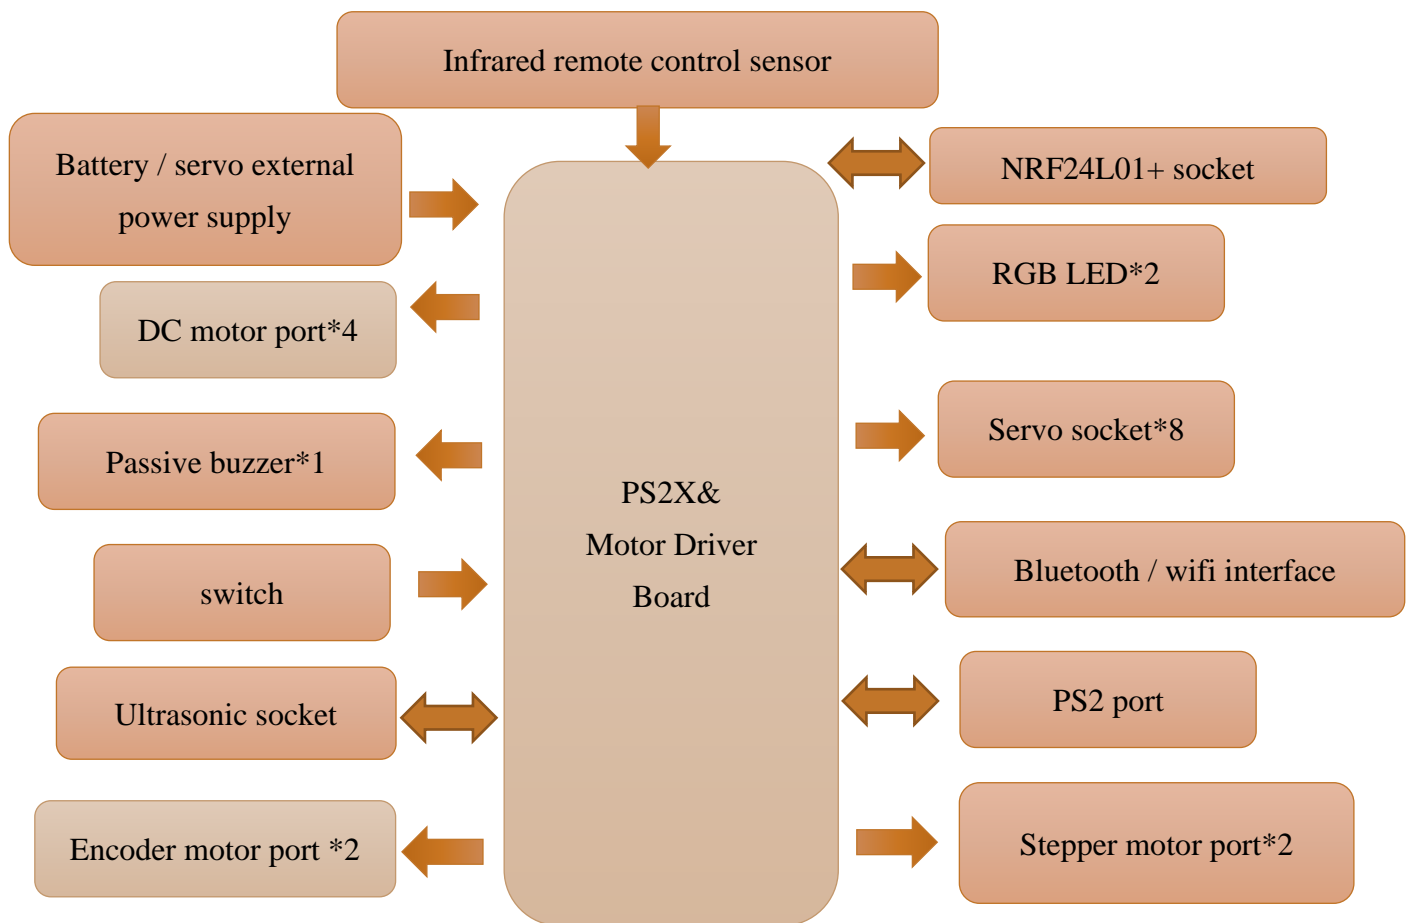 Infrared remote control sensor
Battery / servo external
power supply
DC motor port*4
Passive buzzer*1
switch
Ultrasonic socket
Encoder motor port *2
PS2X&
Motor Driver
Board
NRF24L01+ socket
RGB LED*2
Servo socket*8
Bluetooth / wifi interface
PS2 port
Stepper motor port*2